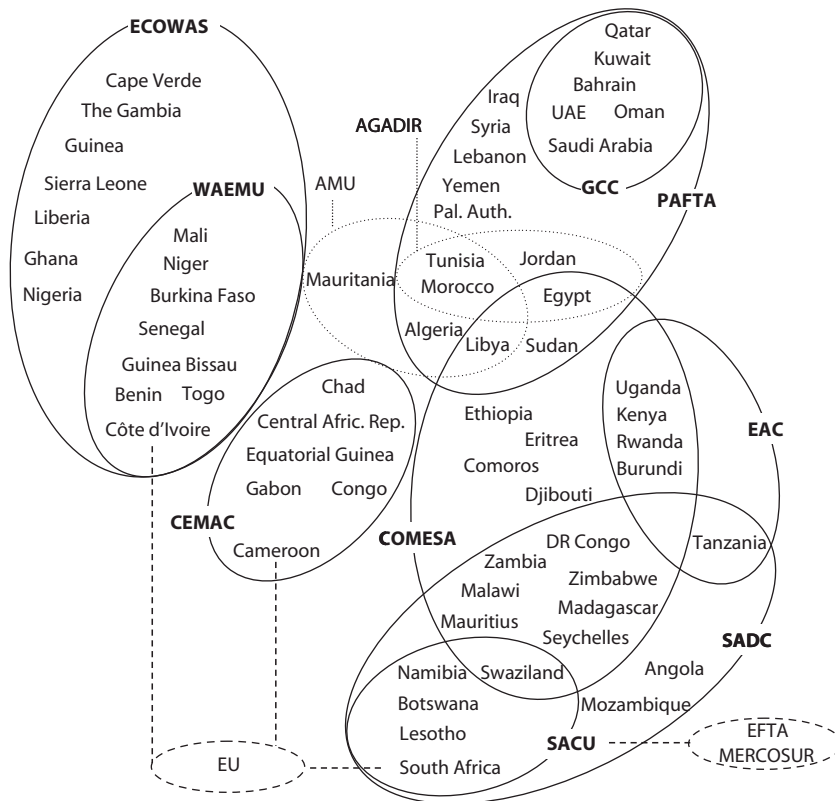 ECOWAS
Cape Verde
The Gambia
Guinea
Sierra Leone
Liberia
Ghana
Nigeria
WAEMU
Mali
Niger
Burkina Faso
Senegal
Guinea Bissau
Benin Togo
Côte d'Ivoire
AMU
Mauritania
AGADIR
Qatar
Kuwait
Bahrain
UAE Oman
Saudi Arabia
GCC
PAFTA
Iraq
Syria
Lebanon
Yemen
Pal. Auth.
Tunisia
Morocco
Jordan
Egypt
Algeria
Libya
Sudan
Chad
Central Afric. Rep.
Equatorial Guinea
Gabon Congo
CEMAC
Cameroon
Ethiopia
Eritrea
Comoros
Djibouti
COMESA
Uganda
Kenya
Rwanda
Burundi
EAC
Tanzania
DR Congo
Zambia
Zimbabwe
Malawi
Madagascar
Mauritius
Seychelles
SADC
Angola
Mozambique
Namibia
Swaziland
Botswana
Lesotho
South Africa
SACU
EU
EFTA
MERCOSUR